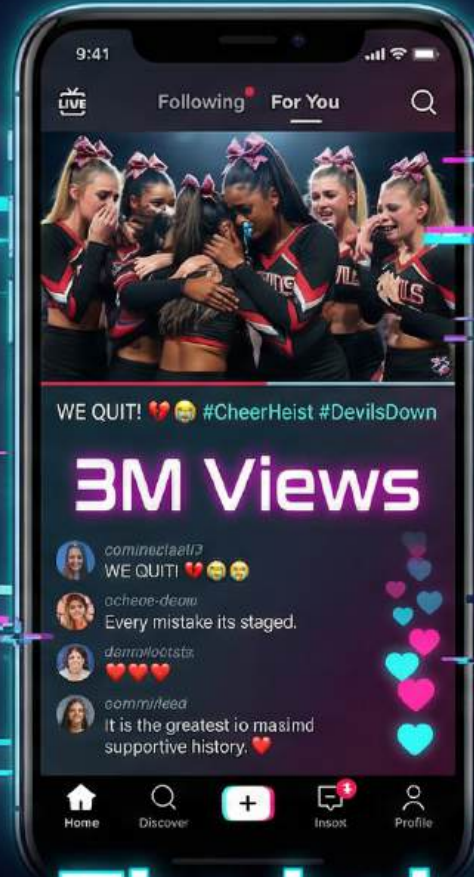 9:41
LIVE
Following For You
WE QUIT! 💔😭 #CheerHeist #DevilsDown
3M Views
WE QUIT! 💔😭😭
Every mistake its staged.
❤️❤️❤️
It is the greatest io masimd
supportive history. ❤️
Home Discover Insoxt Profile